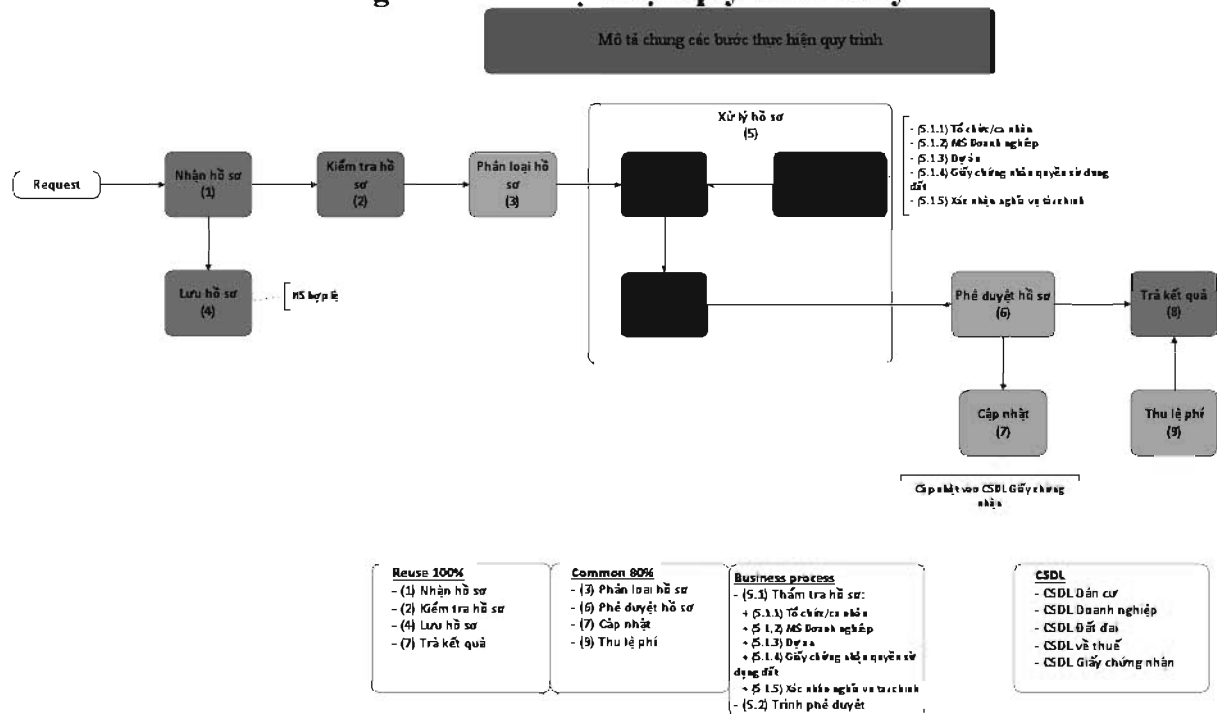 Mô tả chung các bước thực hiện quy trình
Xử lý hồ sơ
(5)
- (5.1.1) Tổ chức/cá nhân
- (5.1.2) MS Doanh nghiệp
- (5.1.3) Dự án
- (5.1.4) Giấy chứng nhận quyền sử dụng
đất
- (5.1.5) Xác nhận nghĩa vụ tài chính
Request
Nhận hồ sơ
(1)
Kiểm tra hồ
sơ
(2)
Phân loại hồ
sơ
(3)
Lưu hồ sơ
(4)
HS hợp lệ
Phê duyệt hồ sơ
(6)
Trả kết quả
(8)
Cập nhật
(7)
Thu lệ phí
(9)
Cập nhật vào CSDL Giấy chứng
nhận
Reuse 100%
- (1) Nhận hồ sơ
- (2) Kiểm tra hồ sơ
- (4) Lưu hồ sơ
- (7) Trả kết quả
Common 80%
- (3) Phân loại hồ sơ
- (6) Phê duyệt hồ sơ
- (7) Cập nhật
- (9) Thu lệ phí
Business process
- (5.1) Thẩm tra hồ sơ:
+ (5.1.1) Tổ chức/cá nhân
+ (5.1.2) MS Doanh nghiệp
+ (5.1.3) Dự án
+ (5.1.4) Giấy chứng nhận quyền sử
dụng đất
+ (5.1.5) Xác nhận nghĩa vụ tài chính
- (5.2) Trình phê duyệt
CSDL
- CSDL Dân cư
- CSDL Doanh nghiệp
- CSDL Đất đai
- CSDL về thuế
- CSDL Giấy chứng nhận